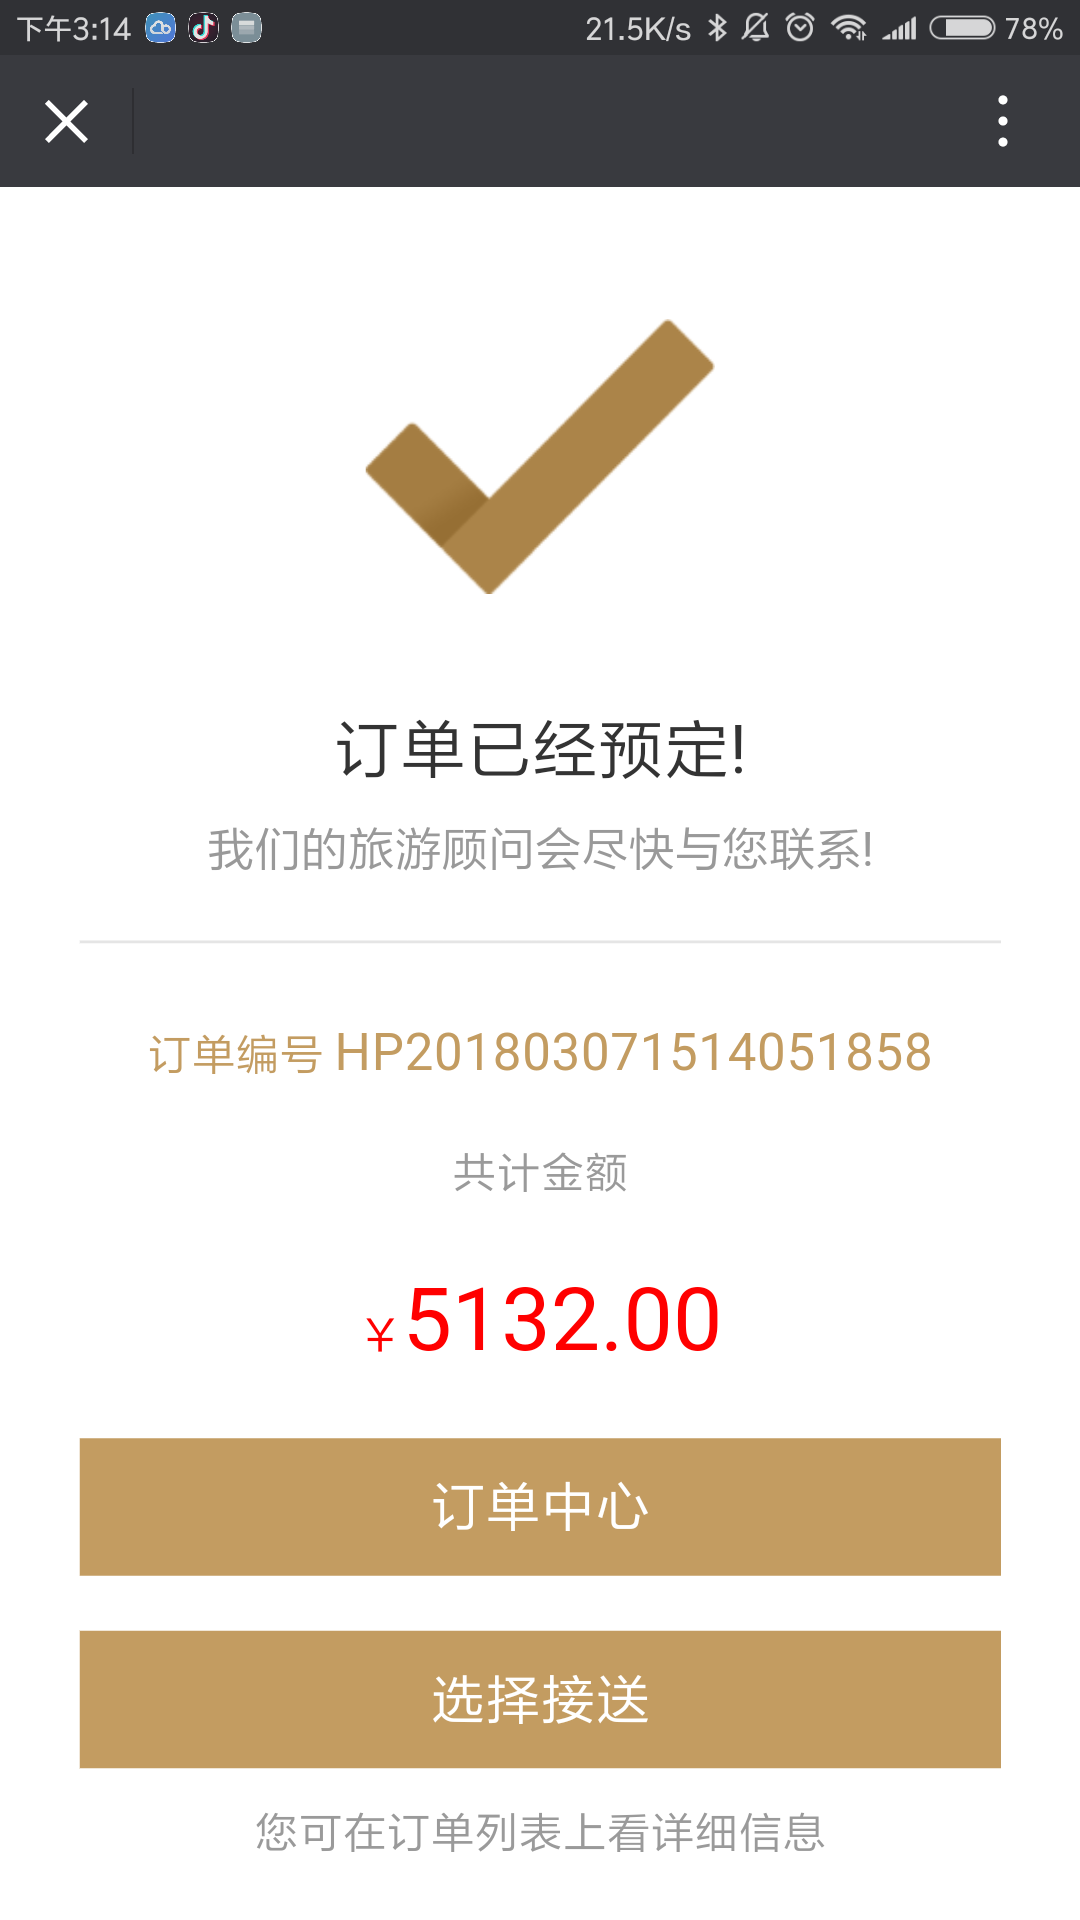 下午3:14 21.5K/s 78%
订单已经预定!
我们的旅游顾问会尽快与您联系!
订单编号 HP201803071514051858
共计金额
¥5132.00
订单中心
选择接送
您可在订单列表上看详细信息